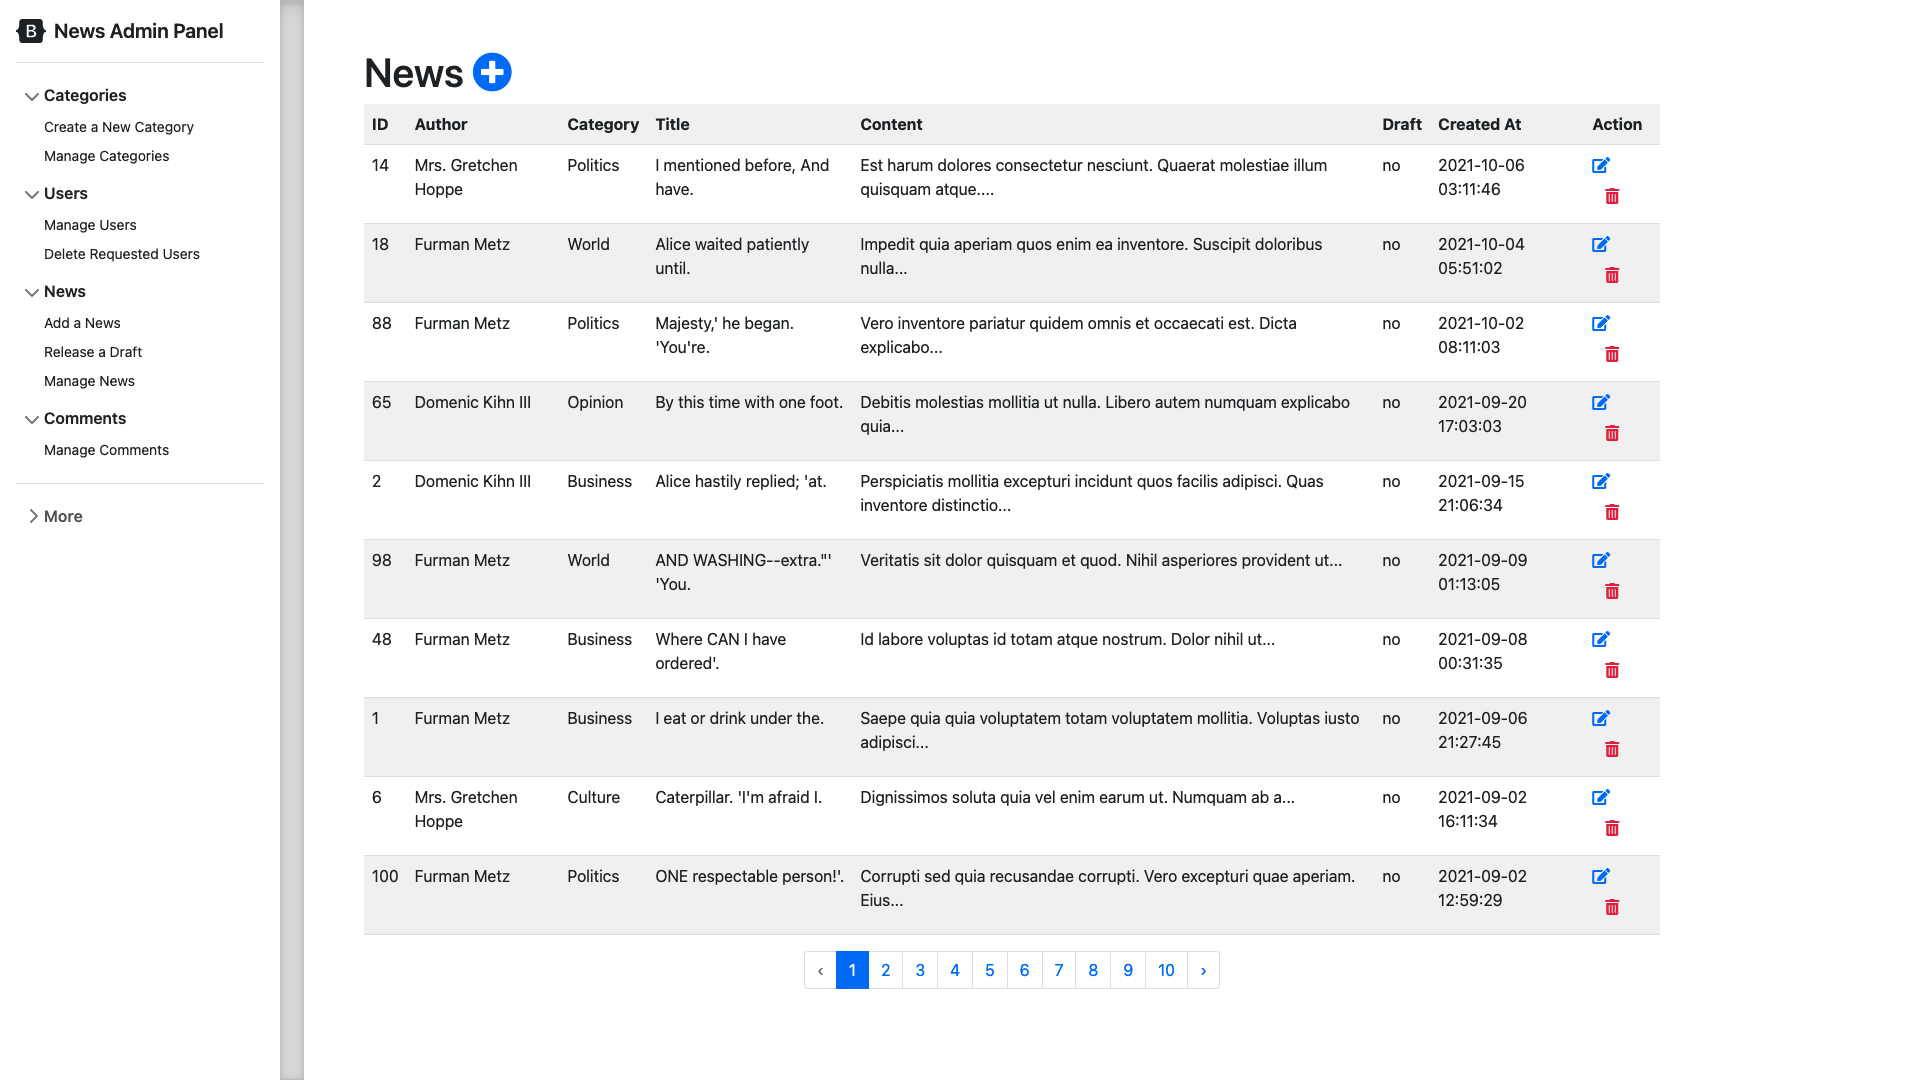 B News Admin Panel
Categories
Create a New Category
Manage Categories
Users
Manage Users
Delete Requested Users
News
Add a News
Release a Draft
Manage News
Comments
Manage Comments
More
News
ID Author Category Title Content Draft Created At Action
14 Mrs. Gretchen Politics I mentioned before, And Est harum dolores consectetur nesciunt. Quaerat molestiae illum no 2021-10-06
Hoppe have. quisquam atque.... 03:11:46
18 Furman Metz World Alice waited patiently Impedit quia aperiam quos enim ea inventore. Suscipit doloribus no 2021-10-04
until. nulla... 05:51:02
88 Furman Metz Politics Majesty,' he began. Vero inventore pariatur quidem omnis et occaecati est. Dicta no 2021-10-02
'You're. explicabo... 08:11:03
65 Domenic Kihn III Opinion By this time with one foot. Debitis molestias mollitia ut nulla. Libero autem numquam explicabo no 2021-09-20
quia... 17:03:03
2 Domenic Kihn III Business Alice hastily replied; 'at. Perspiciatis mollitia excepturi incidunt quos facilis adipisci. Quas no 2021-09-15
inventore distinctio... 21:06:34
98 Furman Metz World AND WASHING--extra."' Veritatis sit dolor quisquam et quod. Nihil asperiores provident ut... no 2021-09-09
'You. 01:13:05
48 Furman Metz Business Where CAN I have Id labore voluptas id totam atque nostrum. Dolor nihil ut... no 2021-09-08
ordered'. 00:31:35
1 Furman Metz Business I eat or drink under the. Saepe quia quia voluptatem totam voluptatem mollitia. Voluptas iusto no 2021-09-06
adipisci... 21:27:45
6 Mrs. Gretchen Culture Caterpillar. 'I'm afraid I. Dignissimos soluta quia vel enim earum ut. Numquam ab a... no 2021-09-02
Hoppe 16:11:34
100 Furman Metz Politics ONE respectable person!'. Corrupti sed quia recusandae corrupti. Vero excepturi quae aperiam. no 2021-09-02
Eius... 12:59:29
‹ 1 2 3 4 5 6 7 8 9 10 ›